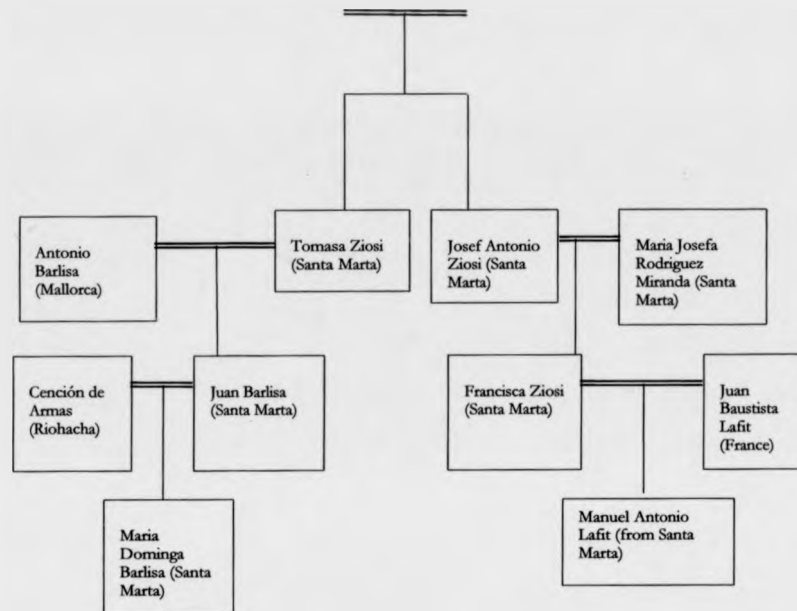 Antonio
Barlisa
(Mallorca)
Tomasa Ziosi
(Santa Marta)
Josef Antonio
Ziosi (Santa
Marta)
Maria Josefa
Rodriguez
Miranda (Santa
Marta)
Cención de
Armas
(Riohacha)
Juan Barlisa
(Santa Marta)
Francisca Ziosi
(Santa Marta)
Juan
Baustista
Lafit
(France)
Maria
Dominga
Barlisa (Santa
Marta)
Manuel Antonio
Lafit (from Santa
Marta)